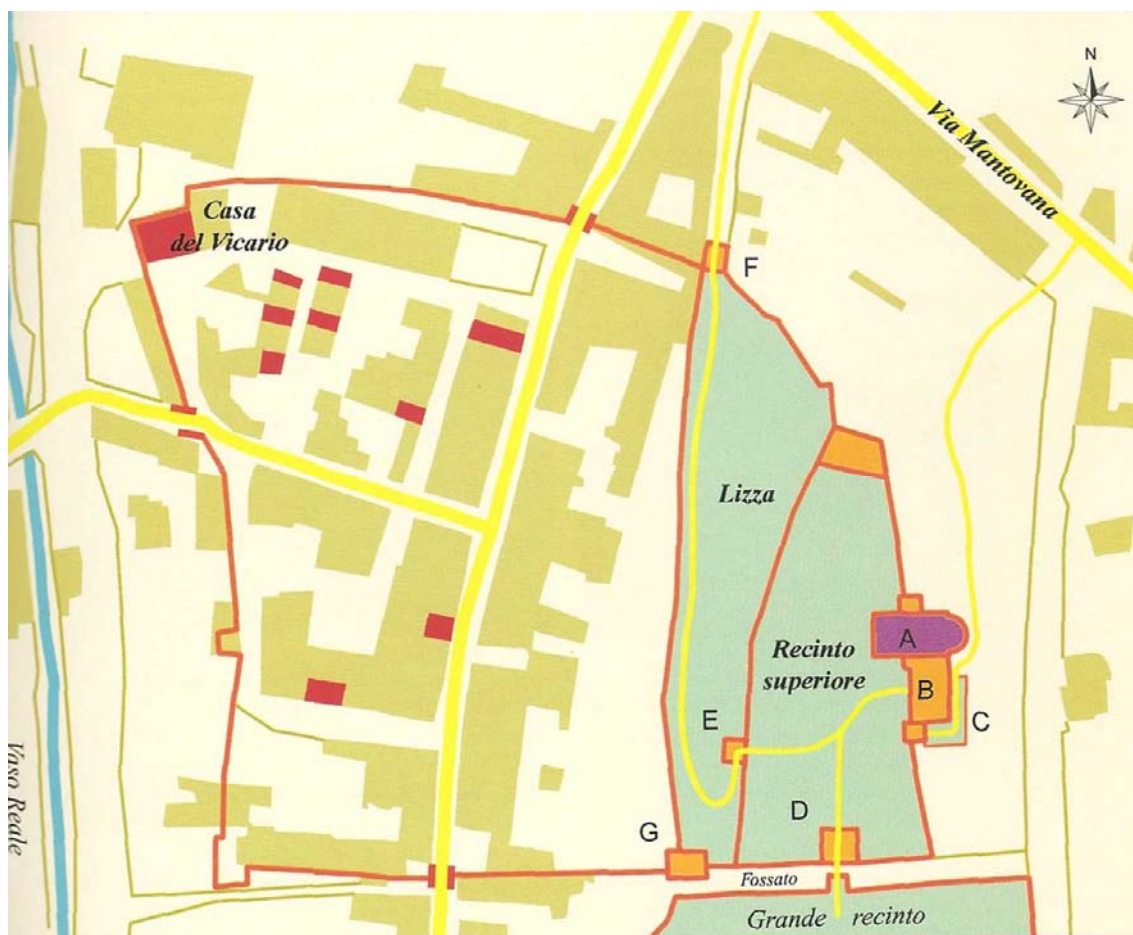 N
Via Mantovana
Casa
del Vicario
F
Lizza
A
Recinto
superiore
B
E
C
D
G
Vaso Reale
Fossato
Grande recinto